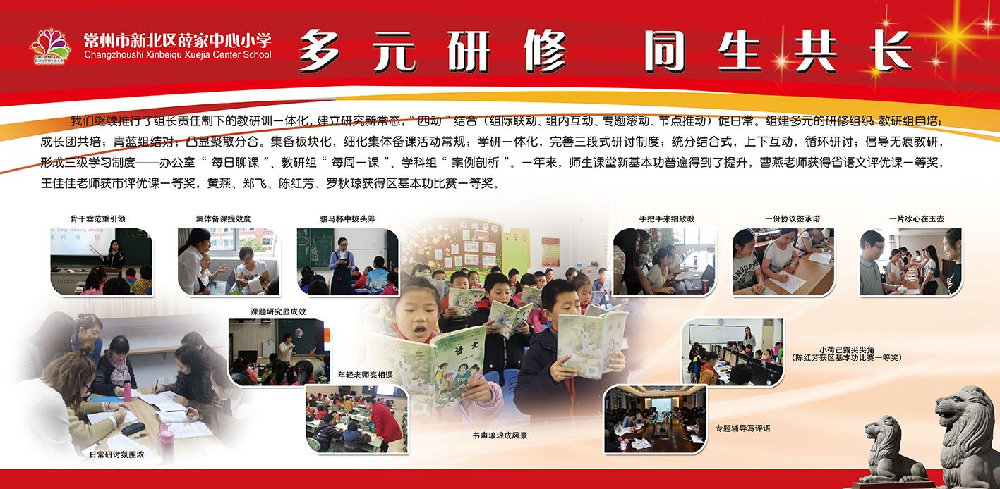 常州市新北区薛家中心小学
Changzhoushi Xinbeiqu Xuejia Center School
多元研修 同生共长
我们继续推行了组长责任制下的教研训一体化，建立研究新常态，“四动”结合（组际联动、组内互动、专题滚动、节点推动）促日常。组建多元的研修组织：教研组自培；
成长团共培；青蓝组结对；凸显聚散分合。集备板块化，细化集体备课活动常规；学研一体化，完善三段式研讨制度；统分结合式，上下互动，循环研讨；倡导无痕教研，
形成三级学习制度——办公室“每日聊课”、教研组“每周一课”、学科组“案例剖析”。一年来，师生课堂新基本功普遍得到了提升，曹燕老师获得省语文评优课一等奖，
王佳佳老师获市评优课一等奖，黄燕、郑飞、陈红芳、罗秋琼获得区基本功比赛一等奖。
骨干垂范重引领
集体备课提效度
骏马杯中拔头筹
手把手来细致教
一份协议签承诺
一片冰心在玉壶
课题研究显成效
年轻老师亮相课
语文
小荷已露尖尖角
（陈红芳获区基本功比赛一等奖）
专题辅导写评语
书声琅琅成风景
日常研讨氛围浓